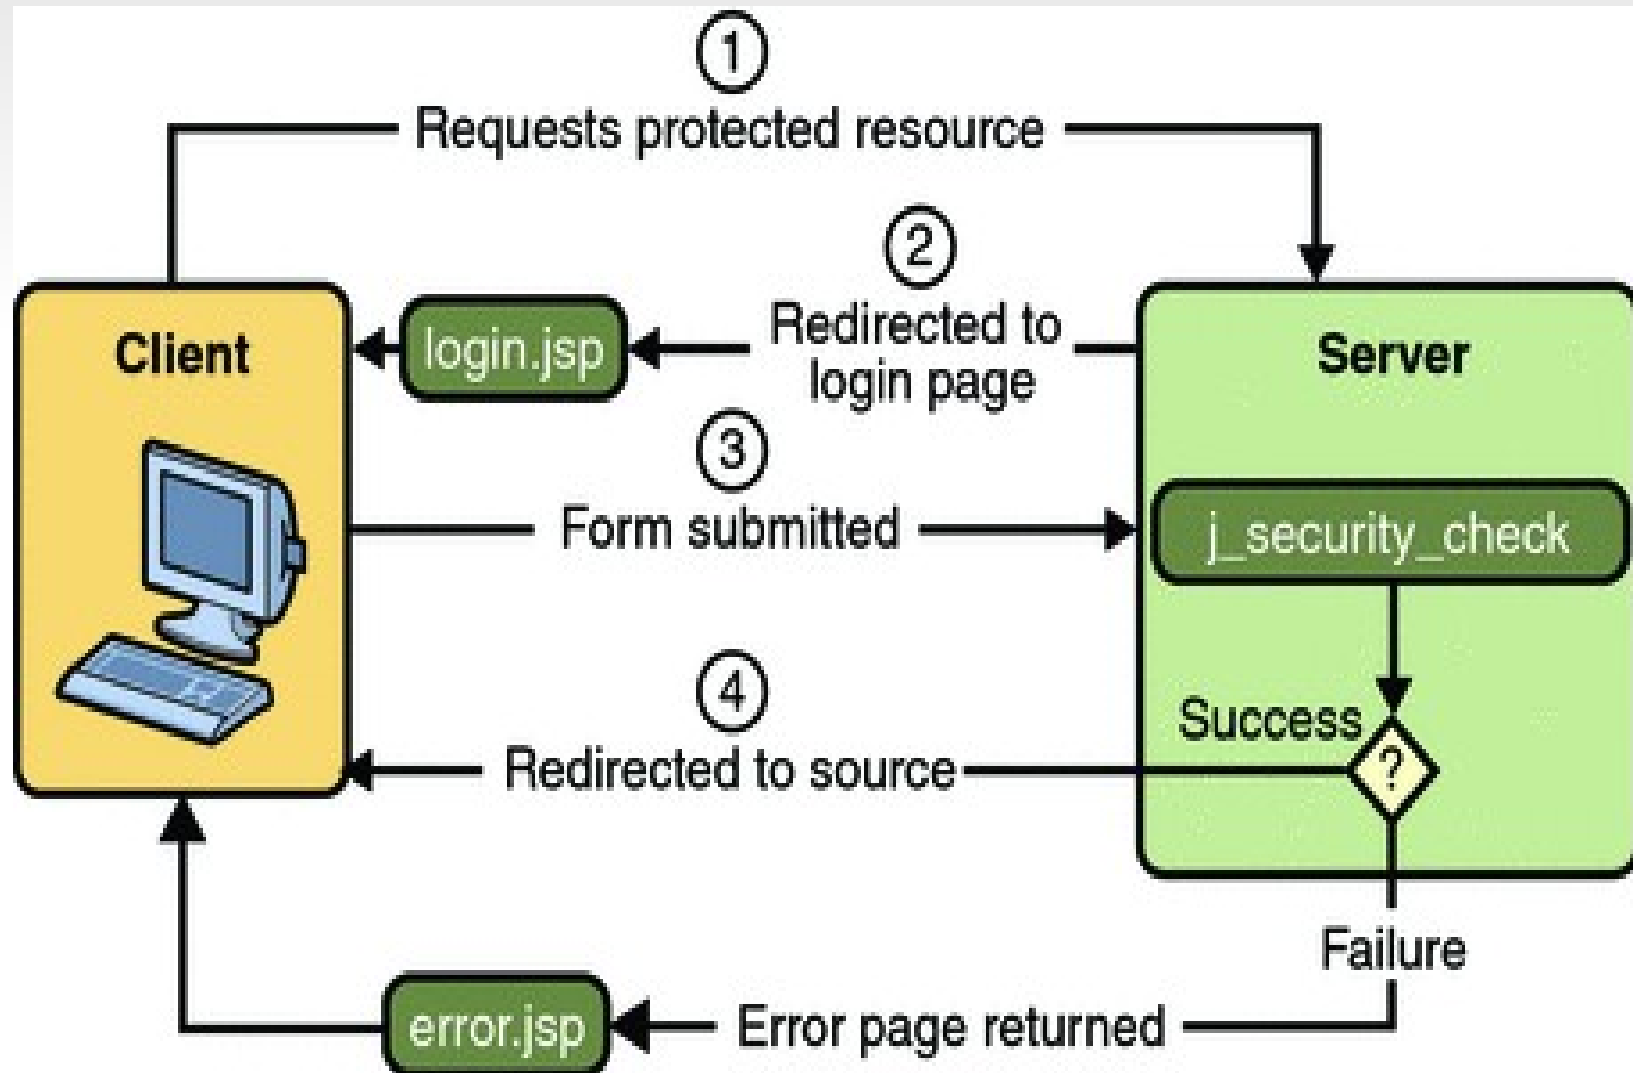 1
Requests protected resource
2
Redirected to
login page
login.jsp
Client
Server
3
Form submitted
j_security_check
4
Success
?
Redirected to source
Failure
error.jsp
Error page returned